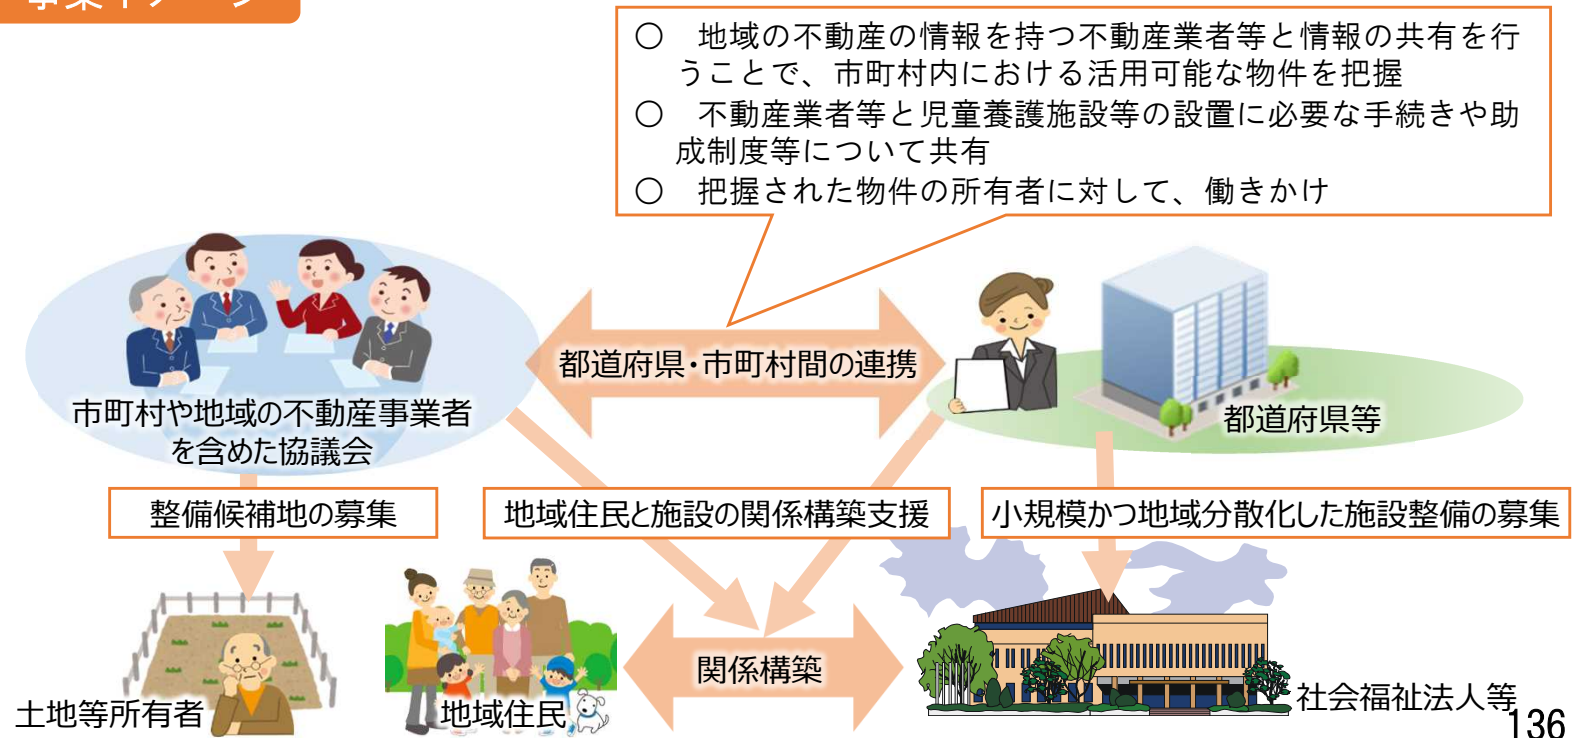 事業イメージ
○ 地域の不動産の情報を持つ不動産業者等と情報の共有を行
うことで、市町村内における活用可能な物件を把握
○ 不動産業者等と児童養護施設等の設置に必要な手続きや助
成制度等について共有
○ 把握された物件の所有者に対して、働きかけ
都道府県・市町村間の連携
市町村や地域の不動産事業者
を含めた協議会
都道府県等
整備候補地の募集
地域住民と施設の関係構築支援
小規模かつ地域分散化した施設整備の募集
関係構築
土地等所有者
地域住民
社会福祉法人等
136